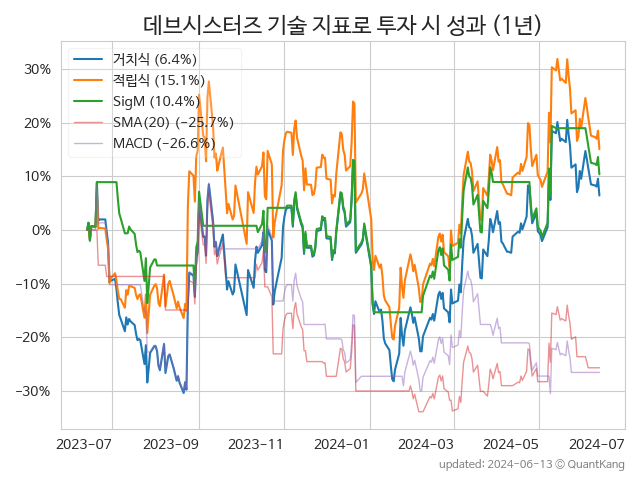 데브시스터즈 기술 지표로 투자 시 성과 (1년)
거치식 (6.4%)
적립식 (15.1%)
SigM (10.4%)
SMA(20) (−25.7%)
MACD (−26.6%)
30%
20%
10%
0%
−10%
−20%
−30%
2023-07 2023-09 2023-11 2024-01 2024-03 2024-05 2024-07
updated: 2024-06-13 © QuantKang